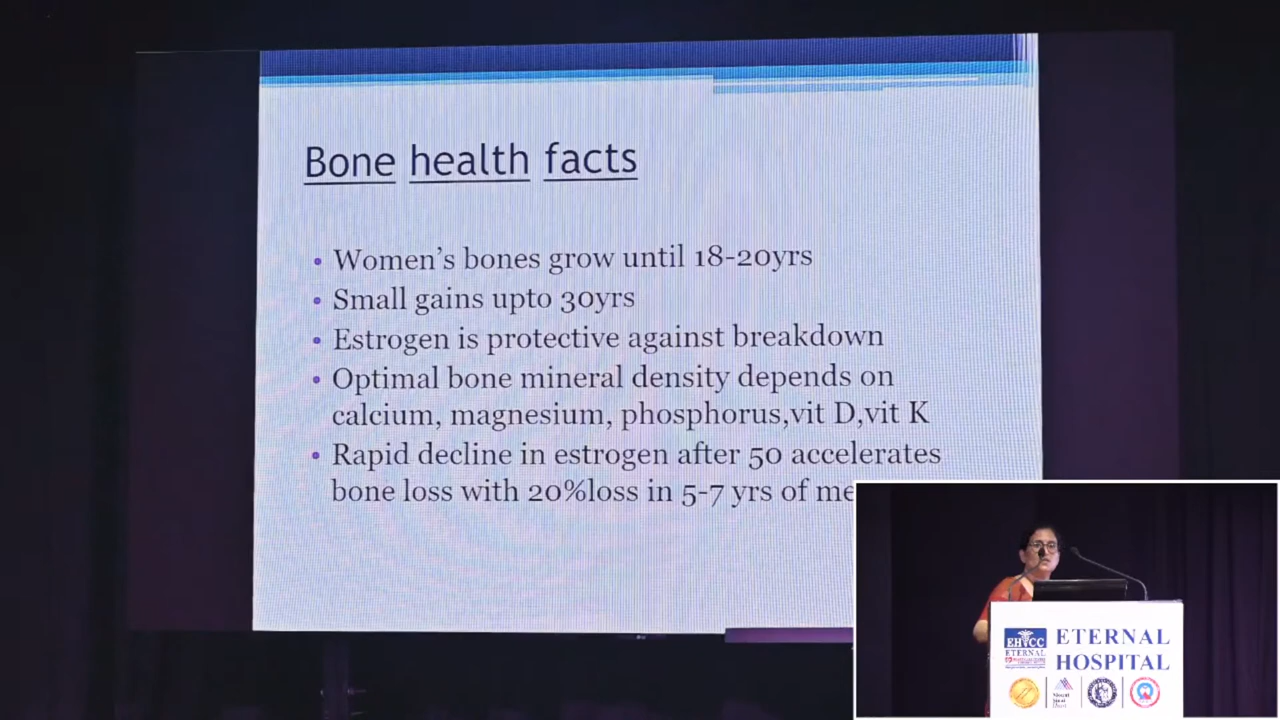 Bone health facts
• Women’s bones grow until 18-20yrs
• Small gains upto 30yrs
• Estrogen is protective against breakdown
• Optimal bone mineral density depends on
calcium, magnesium, phosphorus,vit D,vit K
• Rapid decline in estrogen after 50 accelerates
bone loss with 20%loss in 5-7 yrs of me
EHCC
ETERNAL
ETERNAL
HOSPITAL